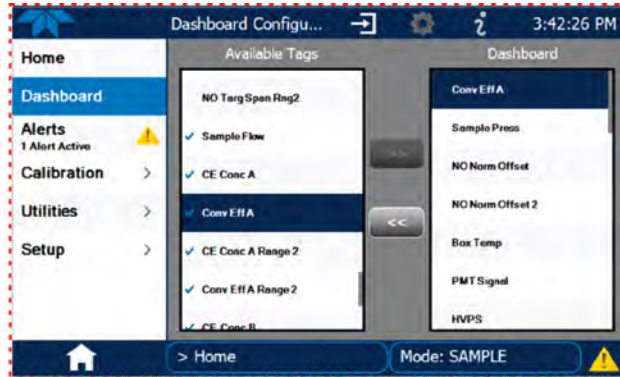 Dashboard Configu...
3:42:26 PM
Home
Dashboard
Alerts
1 Alert Active
Calibration >
Utilities >
Setup >
Available Tags
NO Targ Span Rng2
Sample Flow
CE Conc A
Conv Eff A
CE Conc A Range 2
Conv Eff A Range 2
CE Conc B
>>
<<
Dashboard
Conv Eff A
Sample Press
NO Norm Offset
NO Norm Offset 2
Box Temp
PMT Signal
HVPS
> Home
Mode: SAMPLE